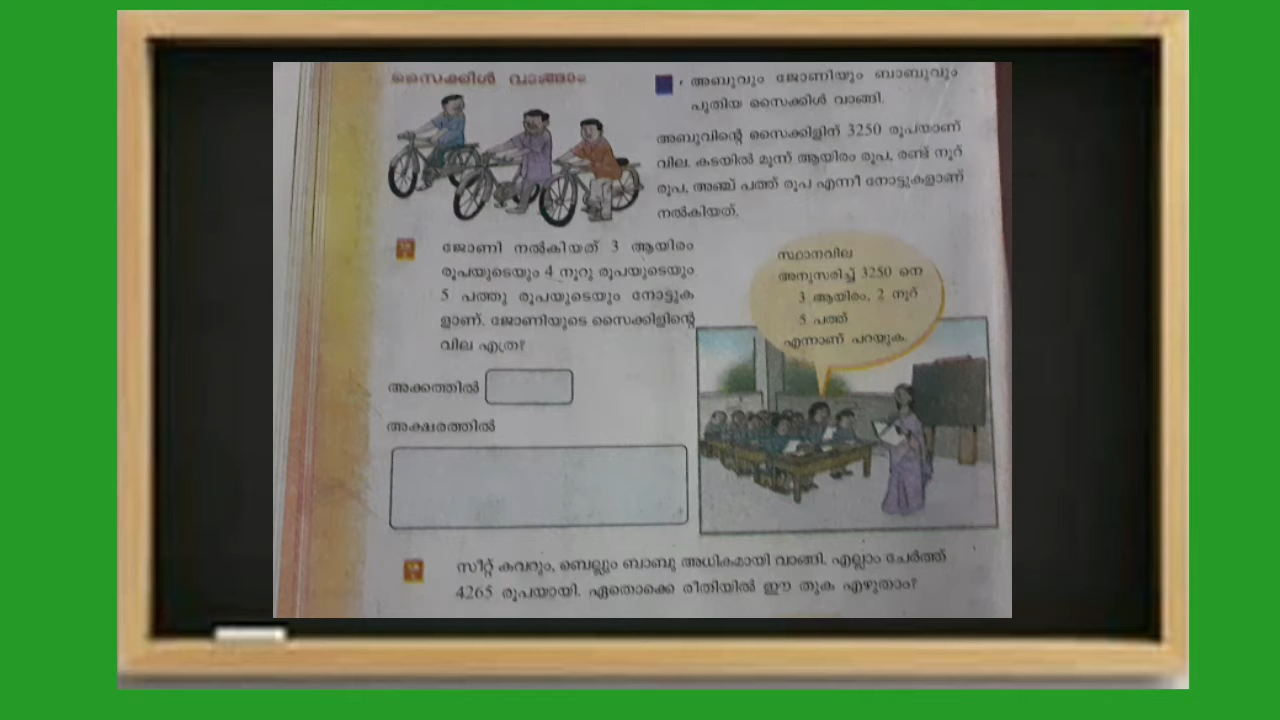 സൈക്കിൾ വാങ്ങാം
അബുവും ജോണിയും ബാബുവും
പുതിയ സൈക്കിൾ വാങ്ങി.
അബുവിന്റെ സൈക്കിളിന് 3250 രൂപയാണ്
വില. കടയിൽ മൂന്ന് ആയിരം രൂപ, രണ്ട് നൂറ്
രൂപ, അഞ്ച് പത്ത് രൂപ എന്നീ നോട്ടുകളാണ്
നൽകിയത്.
ജോണി നൽകിയത് 3 ആയിരം
രൂപയുടെയും 4 നൂറു രൂപയുടെയും
5 പത്തു രൂപയുടെയും നോട്ടുക
ളാണ്. ജോണിയുടെ സൈക്കിളിന്റെ
വില എത്ര?
അക്കത്തിൽ
അക്ഷരത്തിൽ
സ്ഥാനവില
അനുസരിച്ച് 3250 നെ
3 ആയിരം, 2 നൂറ്
5 പത്ത്
എന്നാണ് പറയുക.
സീറ്റ് കവറും, ബെല്ലും ബാബു അധികമായി വാങ്ങി. എല്ലാം ചേർത്ത്
4265 രൂപയായി. ഏതൊക്കെ രീതിയിൽ ഈ തുക എഴുതാം?